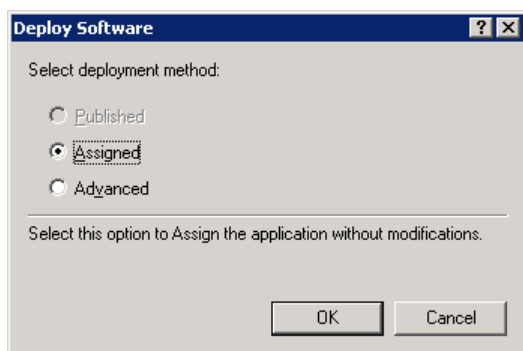 Deploy Software
Select deployment method:
Published
Assigned
Advanced
Select this option to Assign the application without modifications.
OK Cancel